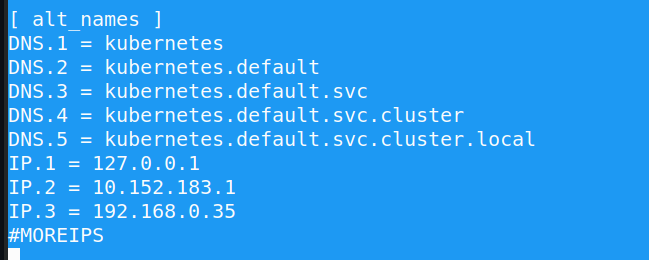 [ alt_names ]
DNS.1 = kubernetes
DNS.2 = kubernetes.default
DNS.3 = kubernetes.default.svc
DNS.4 = kubernetes.default.svc.cluster
DNS.5 = kubernetes.default.svc.cluster.local
IP.1 = 127.0.0.1
IP.2 = 10.152.183.1
IP.3 = 192.168.0.35
#MOREIPS